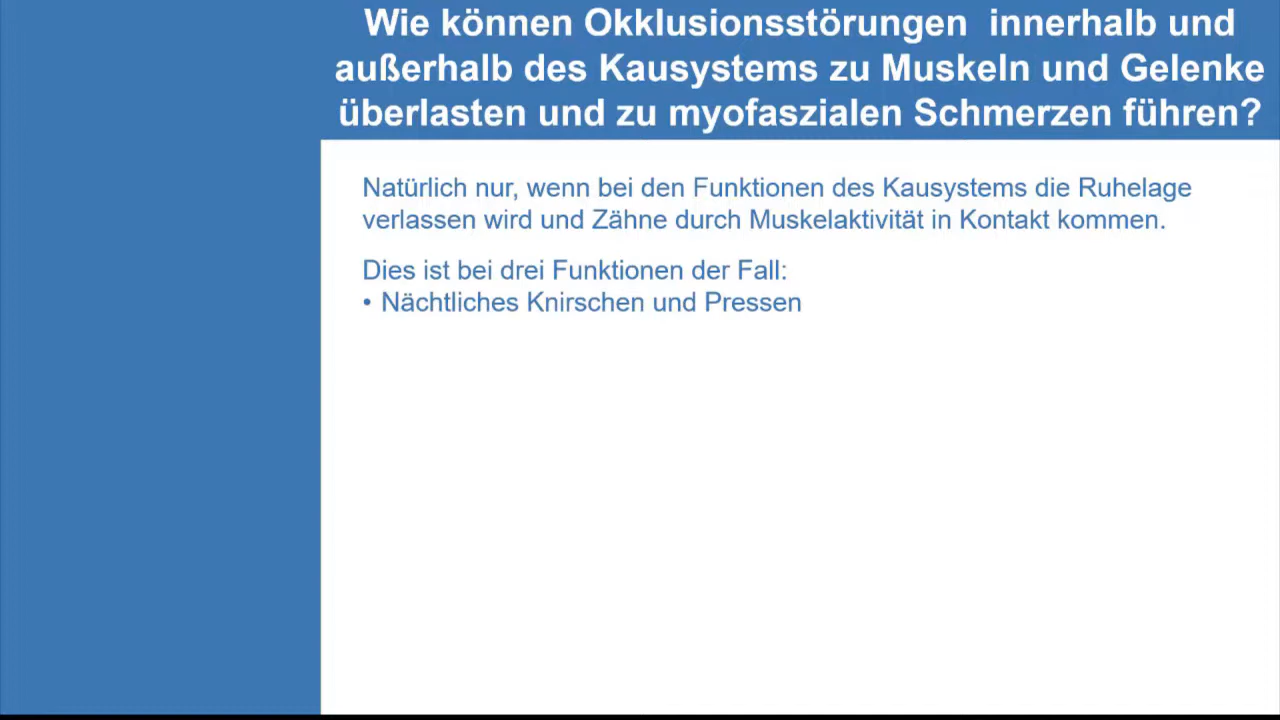 Wie können Okklusionsstörungen innerhalb und
außerhalb des Kausystems zu Muskeln und Gelenke
überlasten und zu myofaszialen Schmerzen führen?
Natürlich nur, wenn bei den Funktionen des Kausystems die Ruhelage
verlassen wird und Zähne durch Muskelaktivität in Kontakt kommen.
Dies ist bei drei Funktionen der Fall:
• Nächtliches Knirschen und Pressen